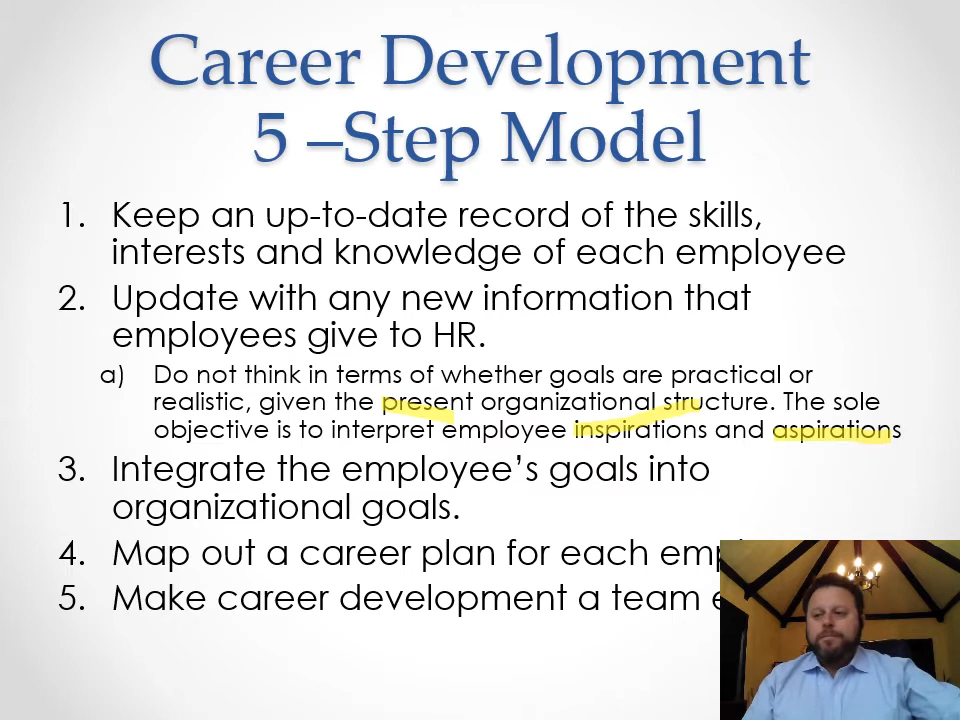 Career Development
5 –Step Model
1. Keep an up-to-date record of the skills,
interests and knowledge of each employee
2. Update with any new information that
employees give to HR.
a) Do not think in terms of whether goals are practical or
realistic, given the present organizational structure. The sole
objective is to interpret employee inspirations and aspirations
3. Integrate the employee’s goals into
organizational goals.
4. Map out a career plan for each
5. Make career development a team